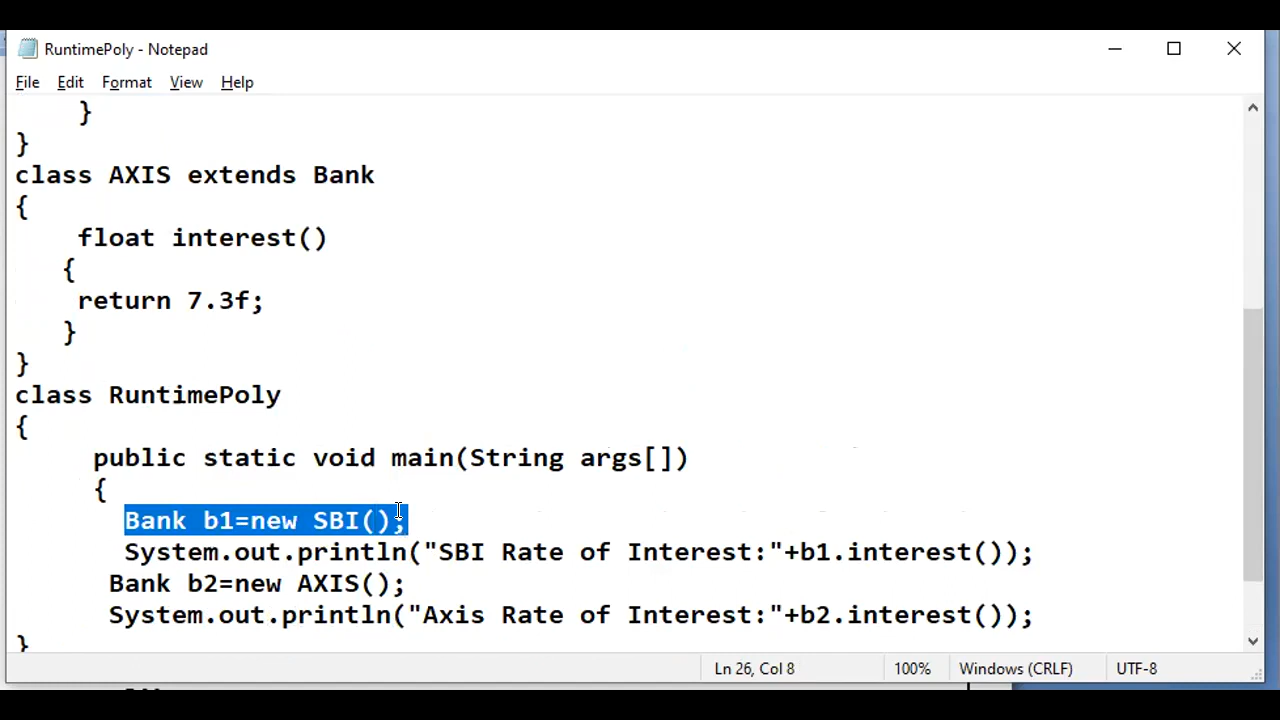 RuntimePoly - Notepad
File Edit Format View Help
}
}
class AXIS extends Bank
{
float interest()
{
return 7.3f;
}
}
class RuntimePoly
{
public static void main(String args[])
{
Bank b1=new SBI();
System.out.println("SBI Rate of Interest:"+b1.interest());
Bank b2=new AXIS();
System.out.println("Axis Rate of Interest:"+b2.interest());
}
Ln 26, Col 8 100% Windows (CRLF) UTF-8